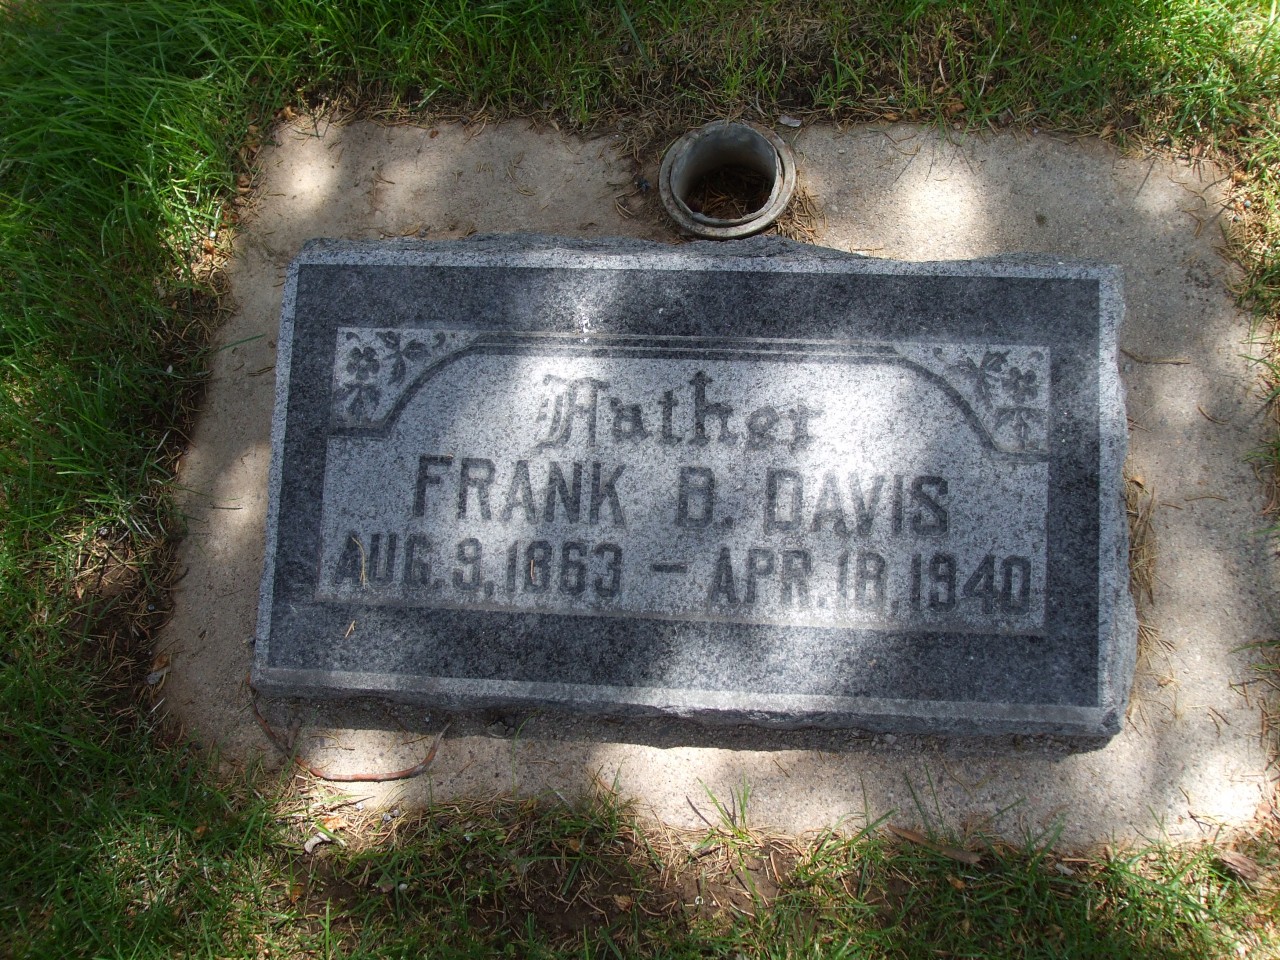 Father
FRANK B. DAVIS
AUG. 9, 1863 – APR. 18, 1940